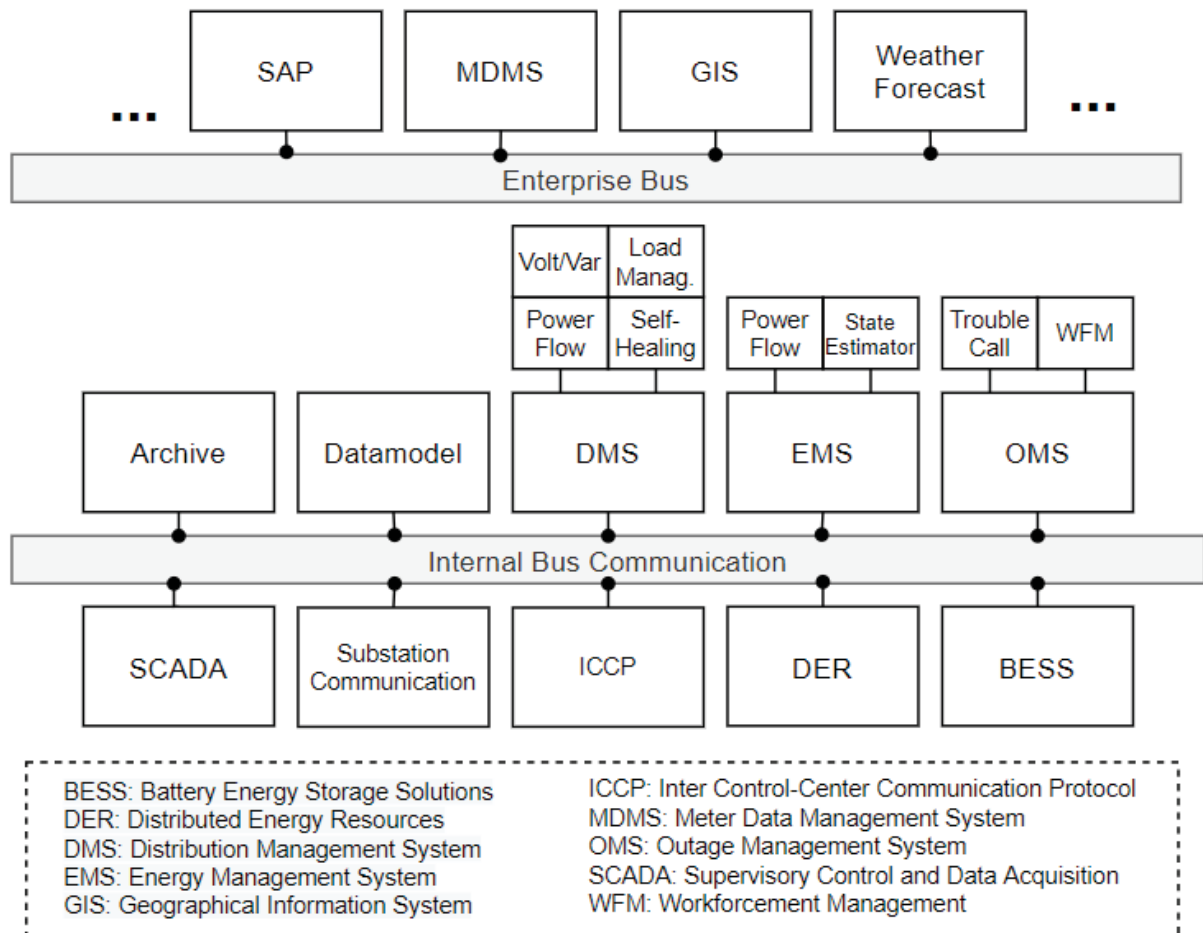 SAP
MDMS
GIS
Weather
Forecast
...
...
Enterprise Bus
Volt/Var
Load
Manag.
Power
Flow
Self-
Healing
Power
Flow
State
Estimator
Trouble
Call
WFM
Archive
Datamodel
DMS
EMS
OMS
Internal Bus Communication
SCADA
Substation
Communication
ICCP
DER
BESS
BESS: Battery Energy Storage Solutions
DER: Distributed Energy Resources
DMS: Distribution Management System
EMS: Energy Management System
GIS: Geographical Information System
ICCP: Inter Control-Center Communication Protocol
MDMS: Meter Data Management System
OMS: Outage Management System
SCADA: Supervisory Control and Data Acquisition
WFM: Workforcement Management